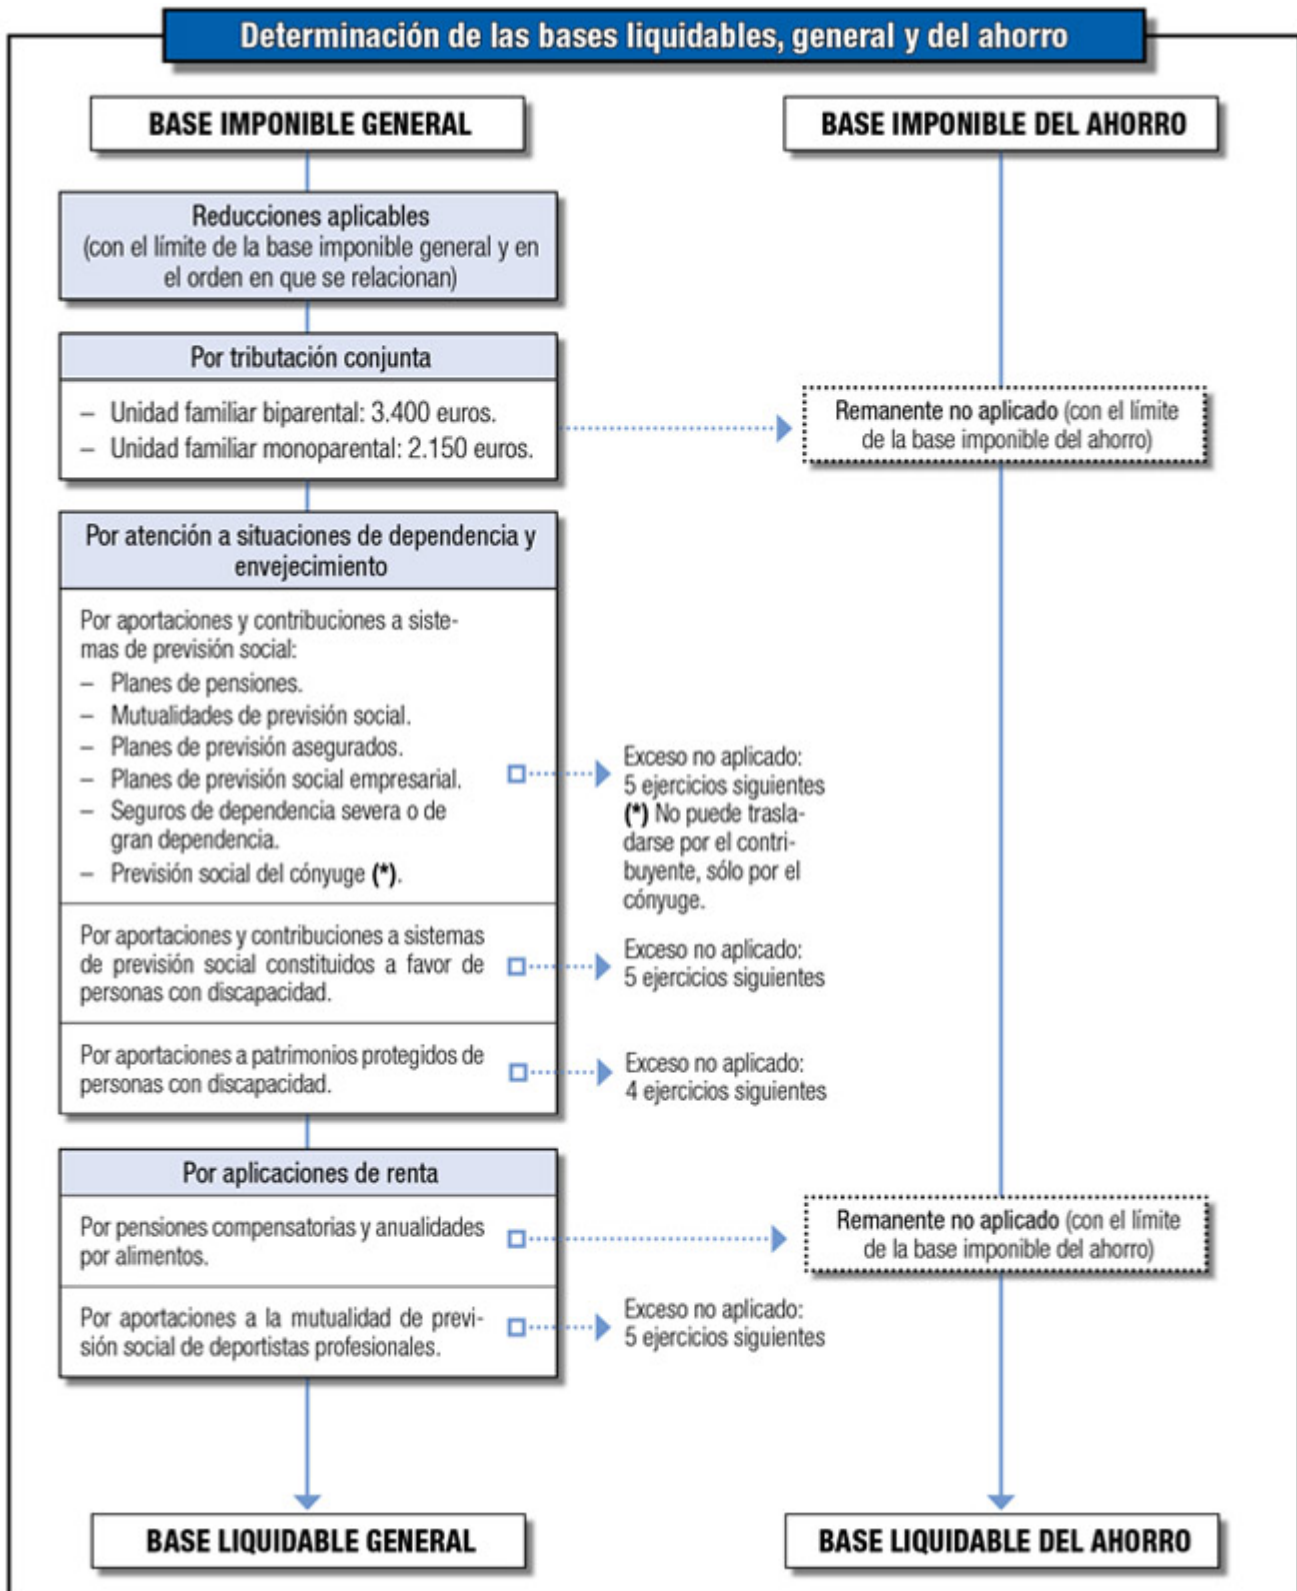 Determinación de las bases liquidables, general y del ahorro
BASE IMPONIBLE GENERAL
BASE IMPONIBLE DEL AHORRO
Reducciones aplicables
(con el límite de la base imponible general y en
el orden en que se relacionan)
Por tributación conjunta
– Unidad familiar biparental: 3.400 euros.
– Unidad familiar monoparental: 2.150 euros.
Remanente no aplicado (con el límite
de la base imponible del ahorro)
Por atención a situaciones de dependencia y
envejecimiento
Por aportaciones y contribuciones a siste-
mas de previsión social:
– Planes de pensiones.
– Mutualidades de previsión social.
– Planes de previsión asegurados.
– Planes de previsión social empresarial.
– Seguros de dependencia severa o de
gran dependencia.
– Previsión social del cónyuge (*).
Exceso no aplicado:
5 ejercicios siguientes
(*) No puede trasla-
darse por el contri-
buyente, sólo por el
cónyuge.
Por aportaciones y contribuciones a sistemas
de previsión social constituidos a favor de
personas con discapacidad.
Exceso no aplicado:
5 ejercicios siguientes
Por aportaciones a patrimonios protegidos de
personas con discapacidad.
Exceso no aplicado:
4 ejercicios siguientes
Por aplicaciones de renta
Por pensiones compensatorias y anualidades
por alimentos.
Remanente no aplicado (con el límite
de la base imponible del ahorro)
Por aportaciones a la mutualidad de previ-
sión social de deportistas profesionales.
Exceso no aplicado:
5 ejercicios siguientes
BASE LIQUIDABLE GENERAL
BASE LIQUIDABLE DEL AHORRO